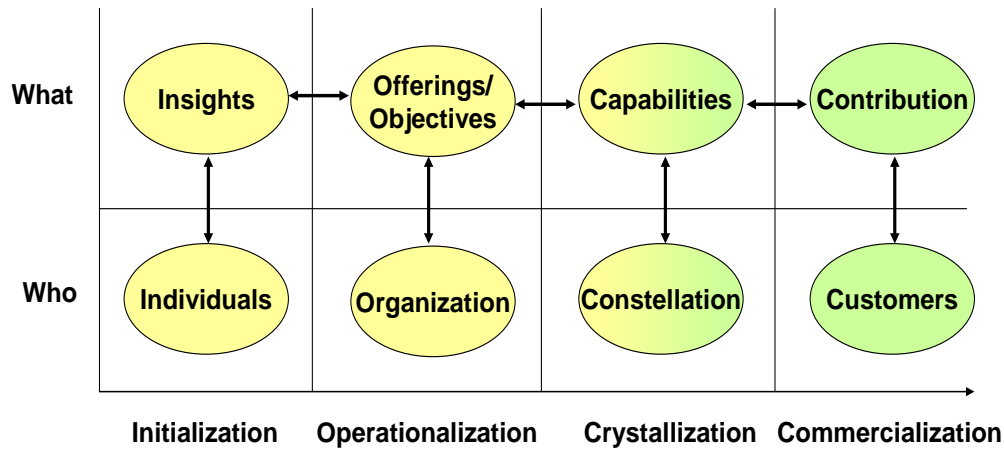 What
Insights
Offerings/
Objectives
Capabilities
Contribution
Who
Individuals
Organization
Constellation
Customers
Initialization
Operationalization
Crystallization
Commercialization